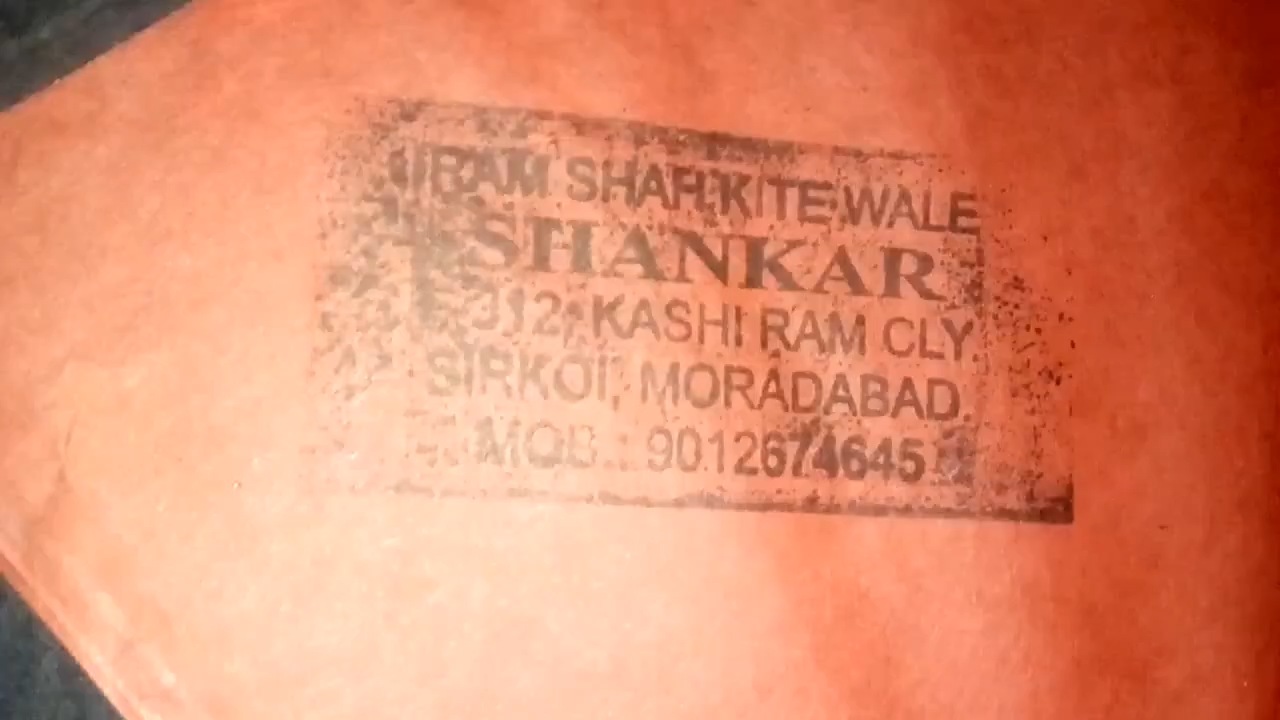 RAM SHAH KITE WALE
SHANKAR
312, KASHI RAM CLY.
SIRKOI, MORADABAD.
MOB.: 9012674645